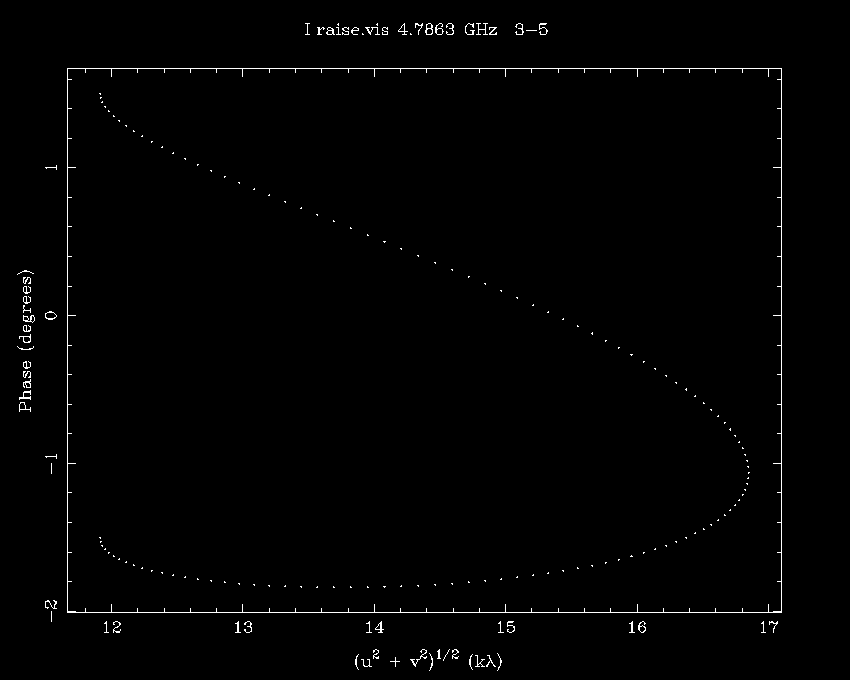 I raise.vis 4.7863 GHz 3−5
1
0
−1
−2
Phase (degrees)
12 13 14 15 16 17
(u² + v²)¹/² (kλ)